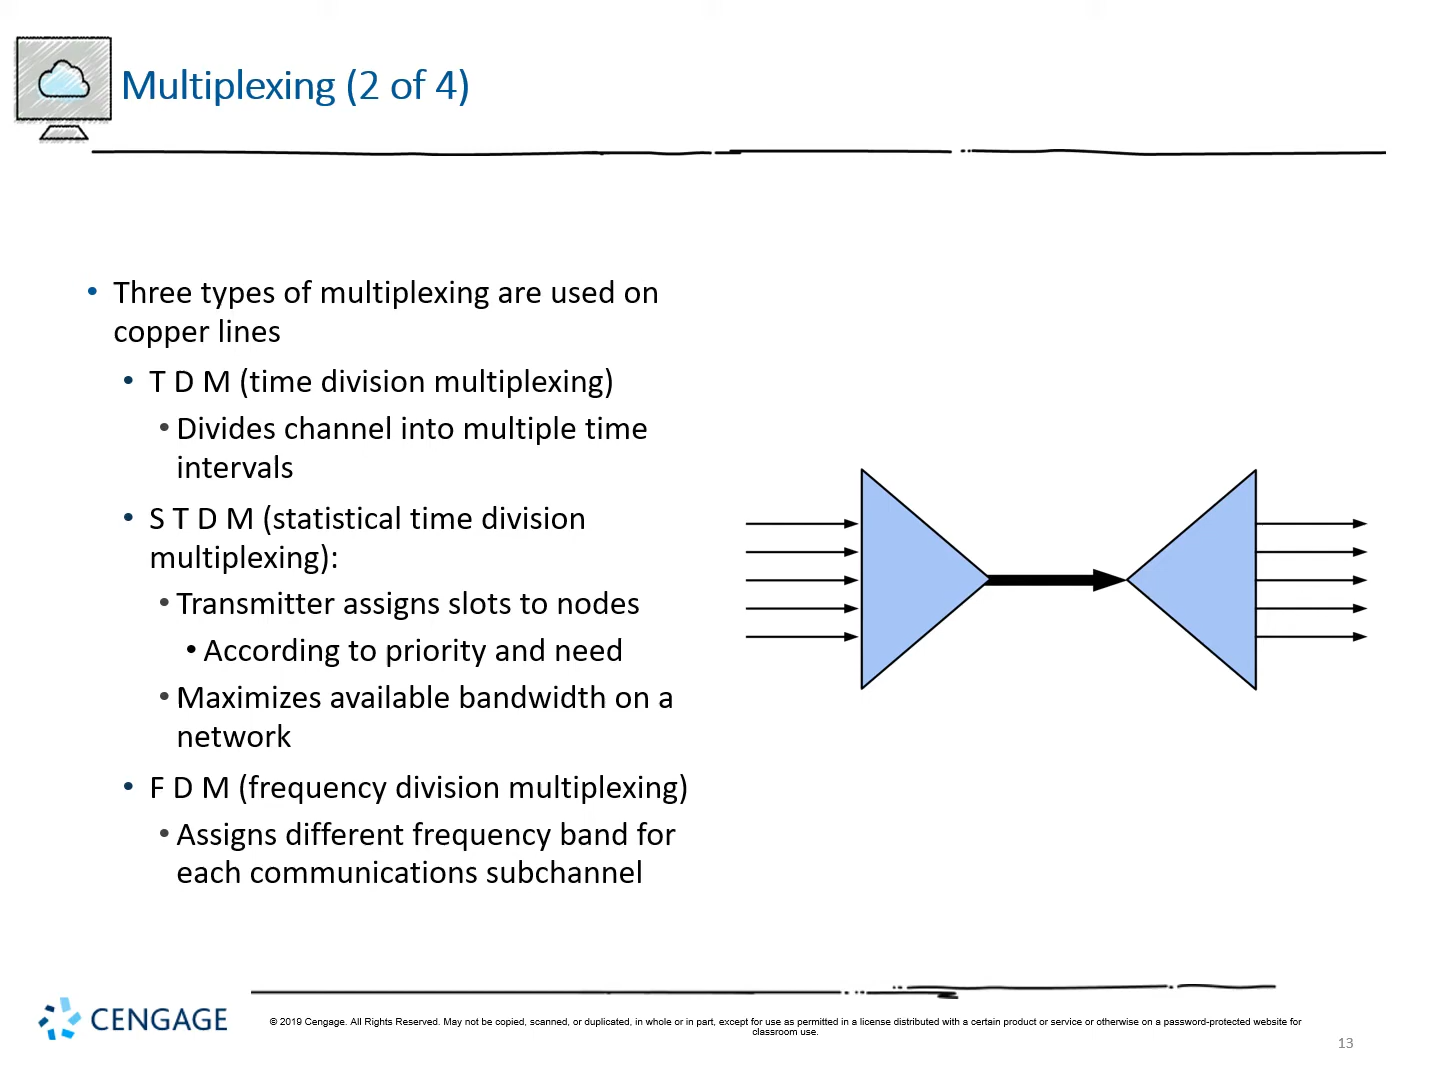 Multiplexing (2 of 4)
• Three types of multiplexing are used on
copper lines
• T D M (time division multiplexing)
• Divides channel into multiple time
intervals
• S T D M (statistical time division
multiplexing):
• Transmitter assigns slots to nodes
• According to priority and need
• Maximizes available bandwidth on a
network
• F D M (frequency division multiplexing)
• Assigns different frequency band for
each communications subchannel
CENGAGE
© 2019 Cengage. All Rights Reserved. May not be copied, scanned, or duplicated, in whole or in part, except for use as permitted in a license distributed with a certain product or service or otherwise on a password-protected website for
classroom use.
13